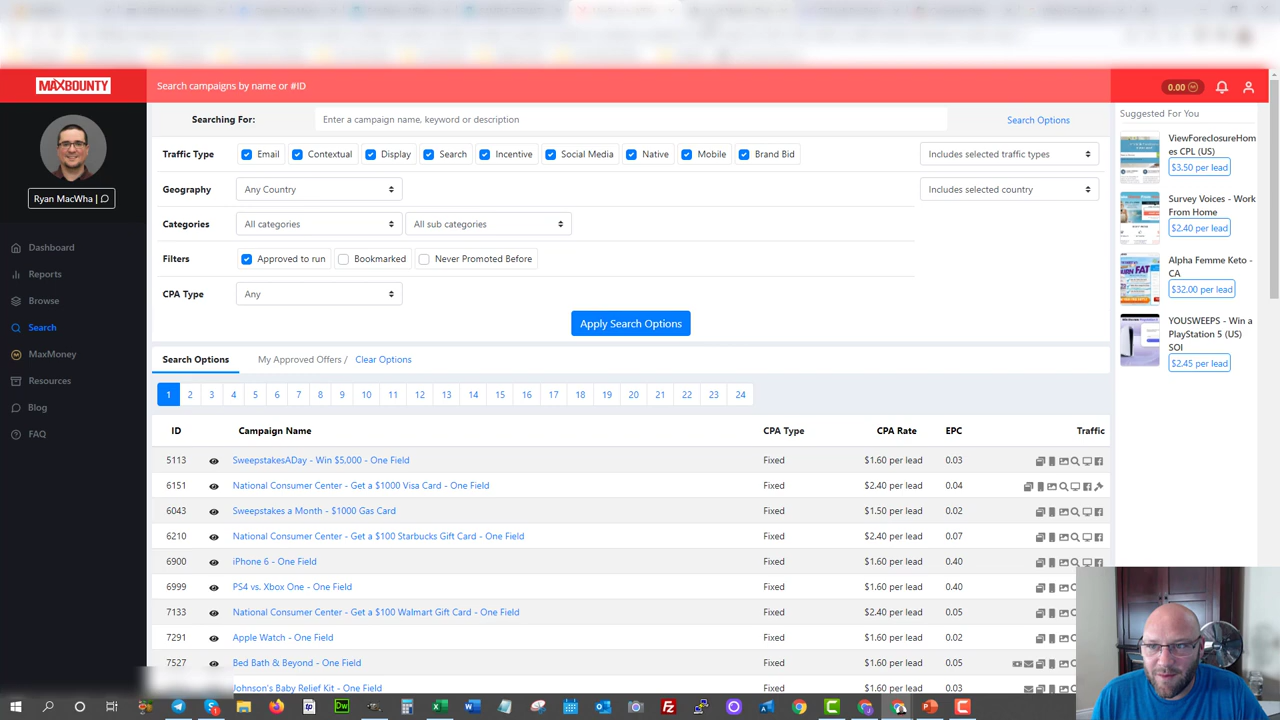 MAXBOUNTY
Search campaigns by name or #ID
0.00
Ryan MacWha |
Dashboard
Reports
Browse
Search
MaxMoney
Resources
Blog
FAQ
Searching For: Enter a campaign name, keyword or description Search Options
Traffic Type Email Contextual Display Search Incentive Social Media Native Mobile Brand Bid Includes selected traffic types
Geography Any Country Includes selected country
Categories All categories All sub categories
Filters Approved to run Bookmarked Never Promoted Before
CPA Type Any
Apply Search Options
Search Options My Approved Offers / Clear Options
1 2 3 4 5 6 7 8 9 10 11 12 13 14 15 16 17 18 19 20 21 22 23 24
ID Campaign Name CPA Type CPA Rate EPC Traffic
5113 SweepstakesADay - Win $5,000 - One Field Fixed $1.60 per lead 0.03
6151 National Consumer Center - Get a $1000 Visa Card - One Field Fixed $2.40 per lead 0.04
6043 Sweepstakes a Month - $1000 Gas Card Fixed $1.50 per lead 0.02
6210 National Consumer Center - Get a $100 Starbucks Gift Card - One Field Fixed $2.40 per lead 0.07
6900 iPhone 6 - One Field Fixed $1.60 per lead 0.40
6999 PS4 vs. Xbox One - One Field Fixed $1.60 per lead 0.40
7133 National Consumer Center - Get a $100 Walmart Gift Card - One Field Fixed $2.40 per lead 0.05
7291 Apple Watch - One Field Fixed $1.60 per lead 0.02
7527 Bed Bath & Beyond - One Field Fixed $1.60 per lead 0.05
Johnson's Baby Relief Kit - One Field Fixed $1.60 per lead 0.03
Suggested For You
ViewForeclosureHom
es CPL (US)
$3.50 per lead
Survey Voices - Work
From Home
$2.40 per lead
Alpha Femme Keto -
CA
$32.00 per lead
YOUSWEEPS - Win a
PlayStation 5 (US)
SOI
$2.45 per lead